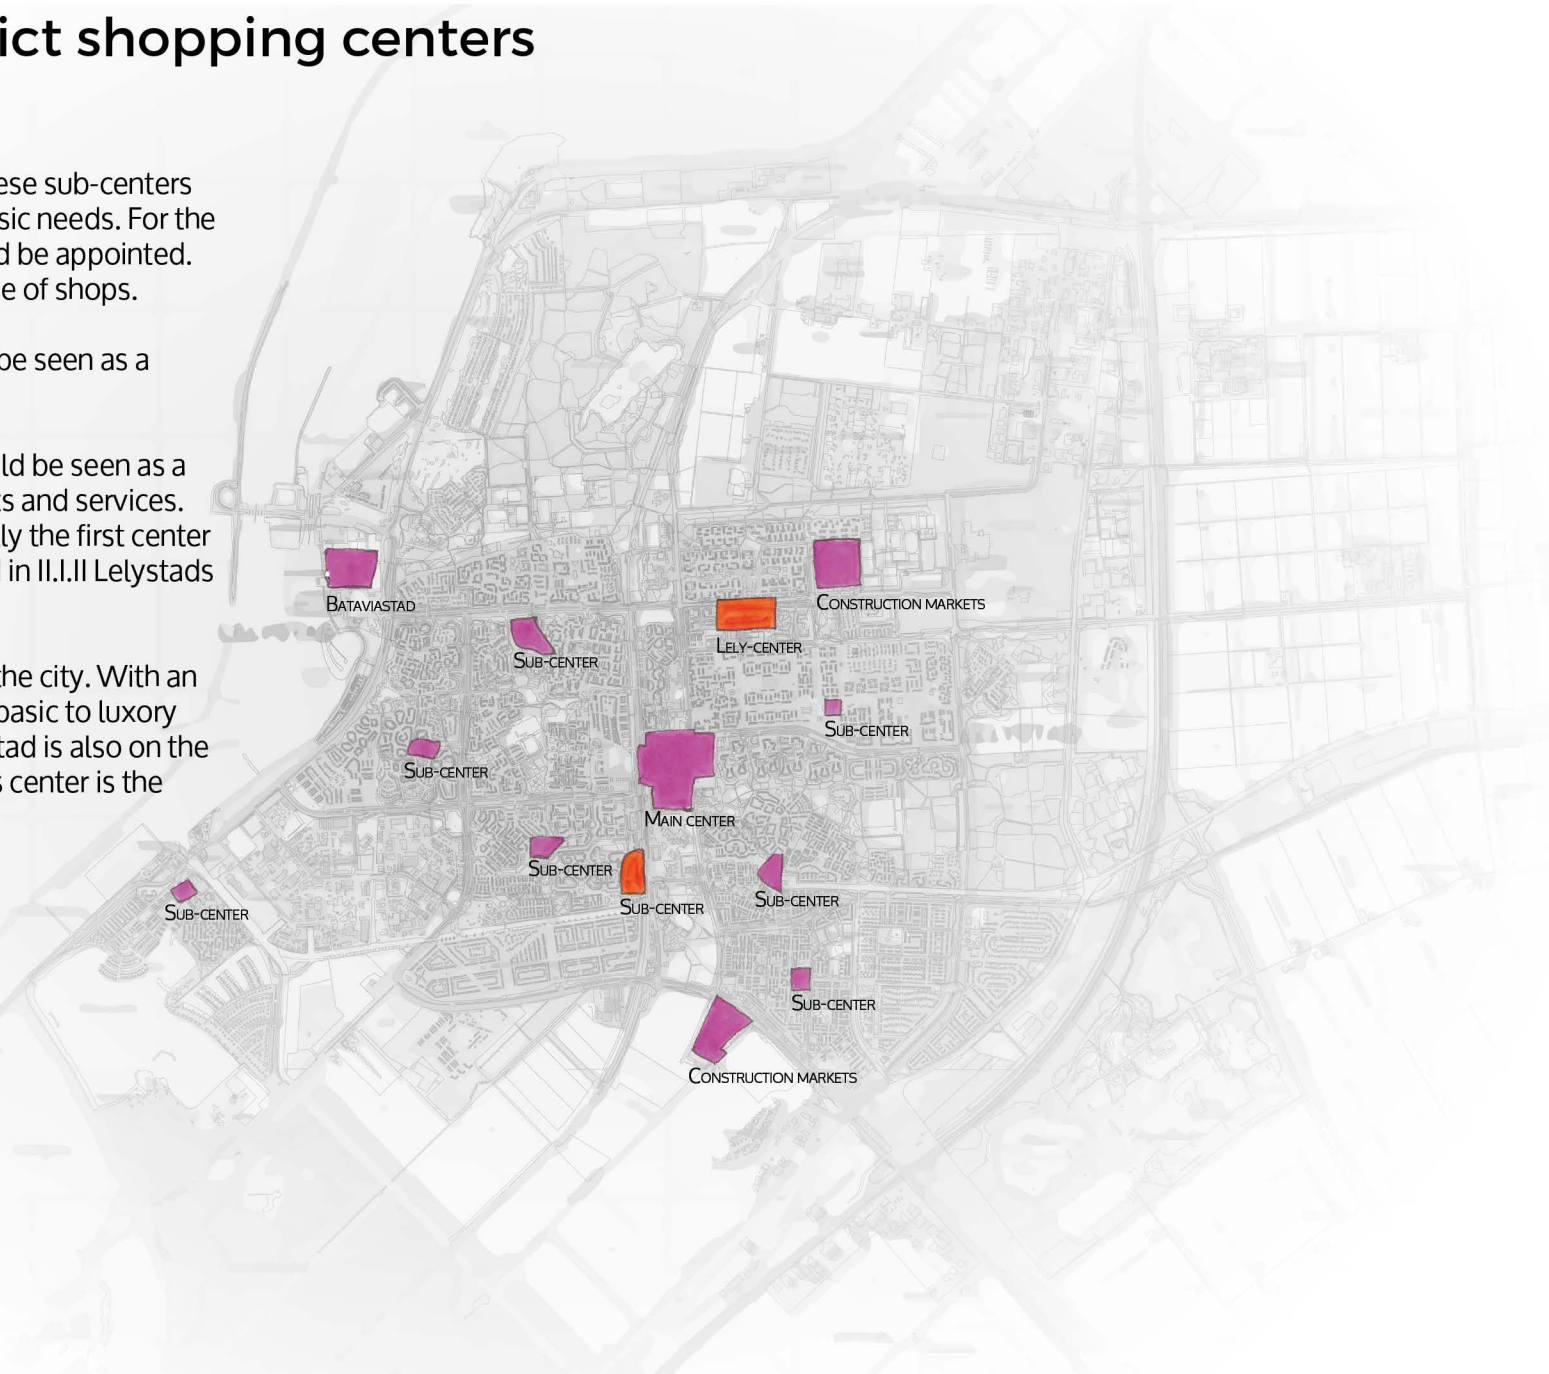 ict shopping centers
ese sub-centers
sic needs. For the
d be appointed.
e of shops.
be seen as a
ld be seen as a
ts and services.
ly the first center
in II.I.II Lelystads
the city. With an
basic to luxory
tad is also on the
s center is the
Bataviastad
Construction markets
Lely-center
Sub-center
Sub-center
Sub-center
Main center
Sub-center
Sub-center
Sub-center
Sub-center
Sub-center
Construction markets